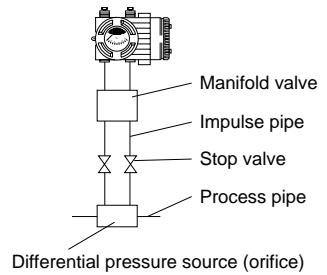 Manifold valve
Impulse pipe
Stop valve
Process pipe
Differential pressure source (orifice)